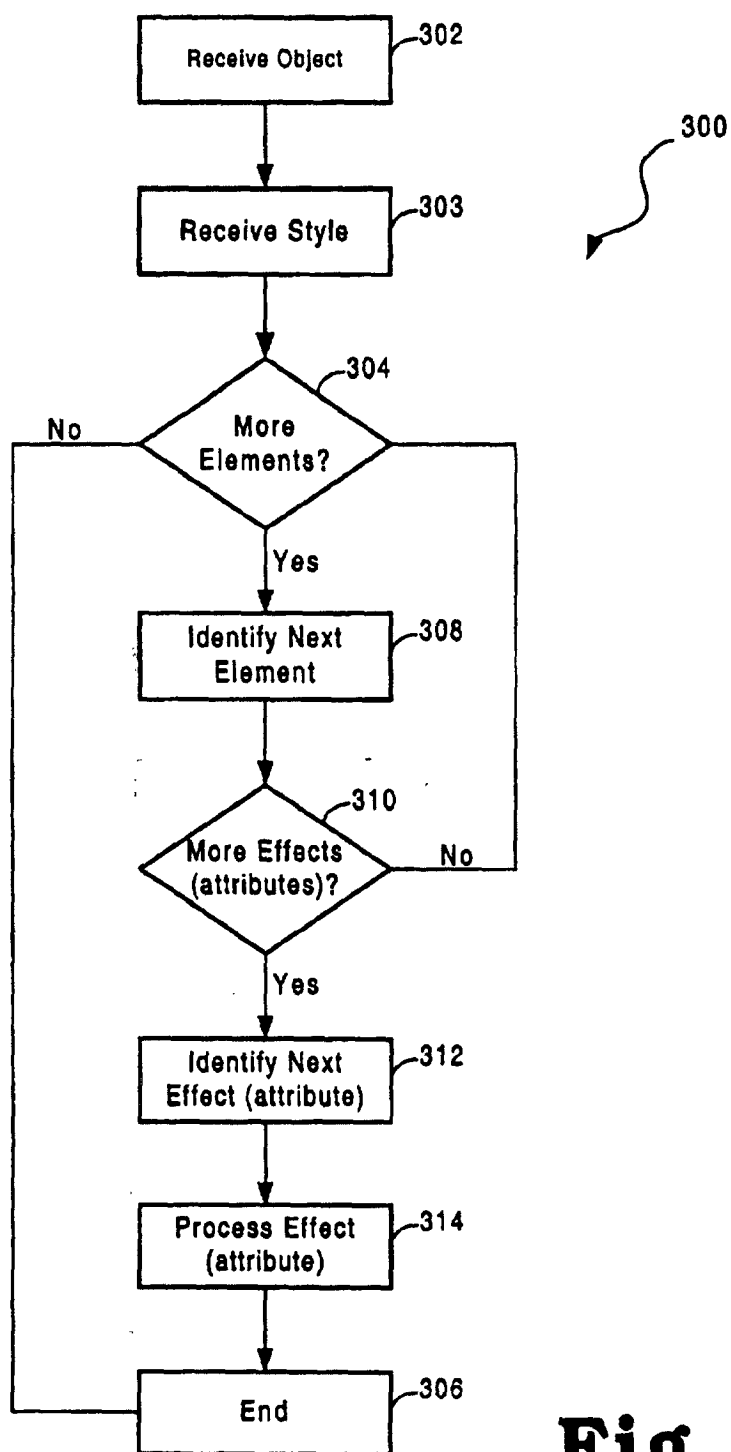 Receive Object
302
300
Receive Style
303
304
No
More
Elements?
Yes
Identify Next
Element
308
310
More Effects
(attributes)?
No
Yes
Identify Next
Effect (attribute)
312
Process Effect
(attribute)
314
End
306
Fig